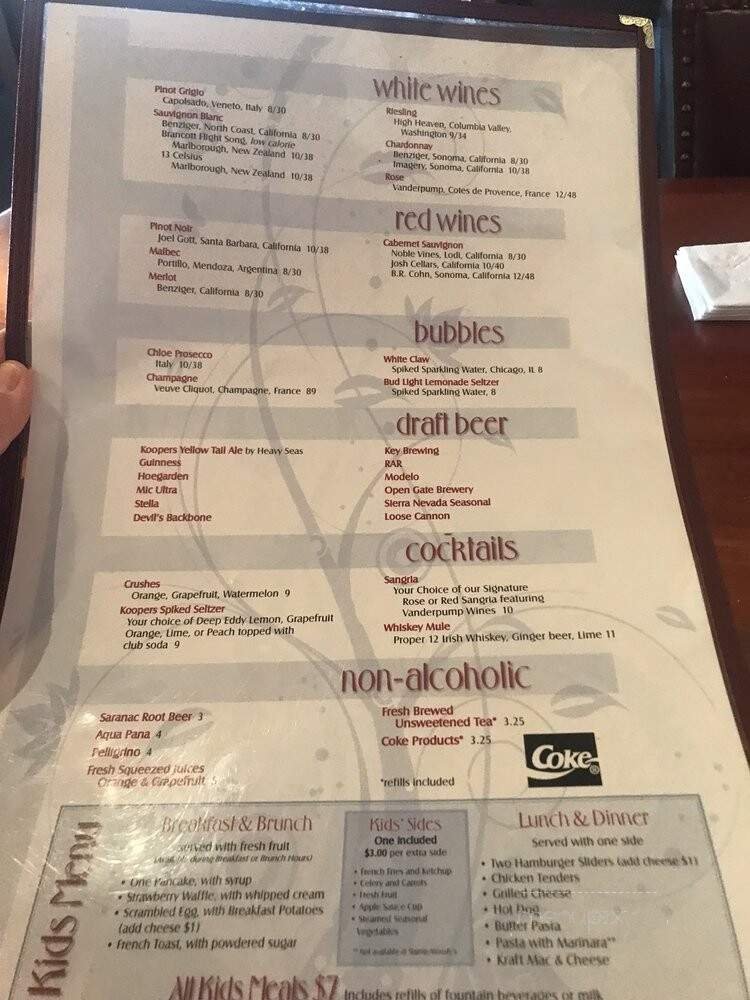 white wines
Pinot Grigio
Capolsado, Veneto, Italy 8/30
Sauvignon Blanc
Benziger, North Coast, California 8/30
Brancott Flight Song, low calorie
Marlborough, New Zealand 10/38
13 Celsius
Marlborough, New Zealand 10/38
Riesling
High Heaven, Columbia Valley,
Washington 9/34
Chardonnay
Benziger, Sonoma, California 8/30
Imagery, Sonoma, California 10/38
Rose
Vanderpump, Cotes de Provence, France 12/48
red wines
Pinot Noir
Joel Gott, Santa Barbara, California 10/38
Malbec
Portillo, Mendoza, Argentina 8/30
Merlot
Benziger, California 8/30
Cabernet Sauvignon
Noble Vines, Lodi, California 8/30
Josh Cellars, California 10/40
B.R. Cohn, Sonoma, California 12/48
bubbles
Chloe Prosecco
Italy 10/38
Champagne
Veuve Cliquot, Champagne, France 89
White Claw
Spiked Sparkling Water, Chicago, IL 8
Bud Light Lemonade Seltzer
Spiked Sparkling Water, 8
draft beer
Koopers Yellow Tail Ale by Heavy Seas
Guinness
Hoegarden
Mic Ultra
Stella
Devil's Backbone
Key Brewing
RAR
Modelo
Open Gate Brewery
Sierra Nevada Seasonal
Loose Cannon
cocktails
Crushes
Orange, Grapefruit, Watermelon 9
Koopers Spiked Seltzer
Your choice of Deep Eddy Lemon, Grapefruit
Orange, Lime, or Peach topped with
club soda 9
Sangria
Your Choice of our Signature
Rose or Red Sangria featuring
Vanderpump Wines 10
Whiskey Mule
Proper 12 Irish Whiskey, Ginger beer, Lime 11
non-alcoholic
Saranac Root Beer 3
Aqua Pana 4
Pelligrino 4
Fresh Squeezed Juices
Orange & Grapefruit 5
Fresh Brewed
Unsweetened Tea* 3.25
Coke Products* 3.25
*refills included
Coke
Kids Menu
Breakfast & Brunch
served with fresh fruit
(Available during Breakfast or Brunch Hours)
• One Pancake, with syrup
• Strawberry Waffle, with whipped cream
• Scrambled Egg, with Breakfast Potatoes
(add cheese $1)
• French Toast, with powdered sugar
Kids' Sides
One Included
$3.00 per extra side
• French Fries and ketchup
• Celery and Carrots
• Fresh Fruit
• Apple Sauce Cup
• Steamed Seasonal
Vegetables
Lunch & Dinner
Served with one side
• Two Hamburger Sliders (add cheese $1)
• Chicken Tenders
• Grilled Cheese
• Hot Dog
• Butter Pasta
• Pasta with Marinara**
• Kraft Mac & Cheese
All Kids Meals $7 Includes refills of fountain beverages or milk